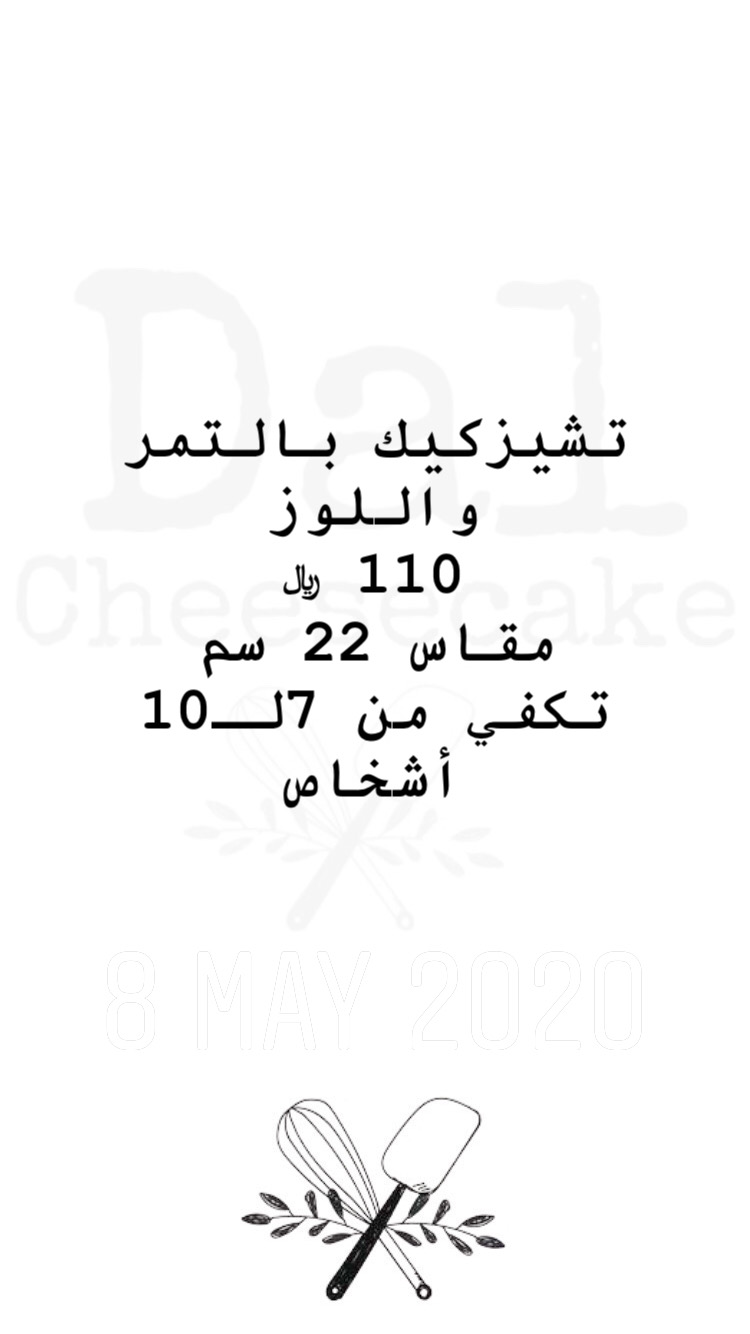 Dal
Cheesecake
تشيزكيك بالتمر
واللوز
110 ريال
مقاس 22 سم
تكفي من 7لـ10
أشخاص
8 MAY 2020